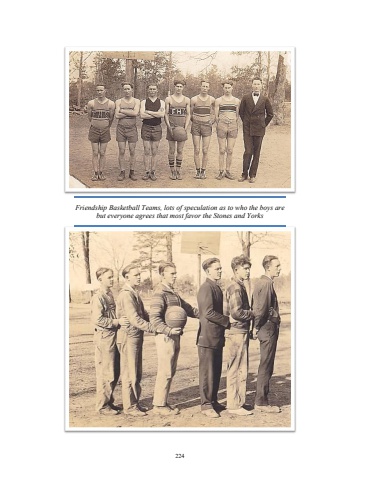 FHS
Friendship Basketball Teams, lots of speculation as to who the boys are
but everyone agrees that most favor the Stones and Yorks
224